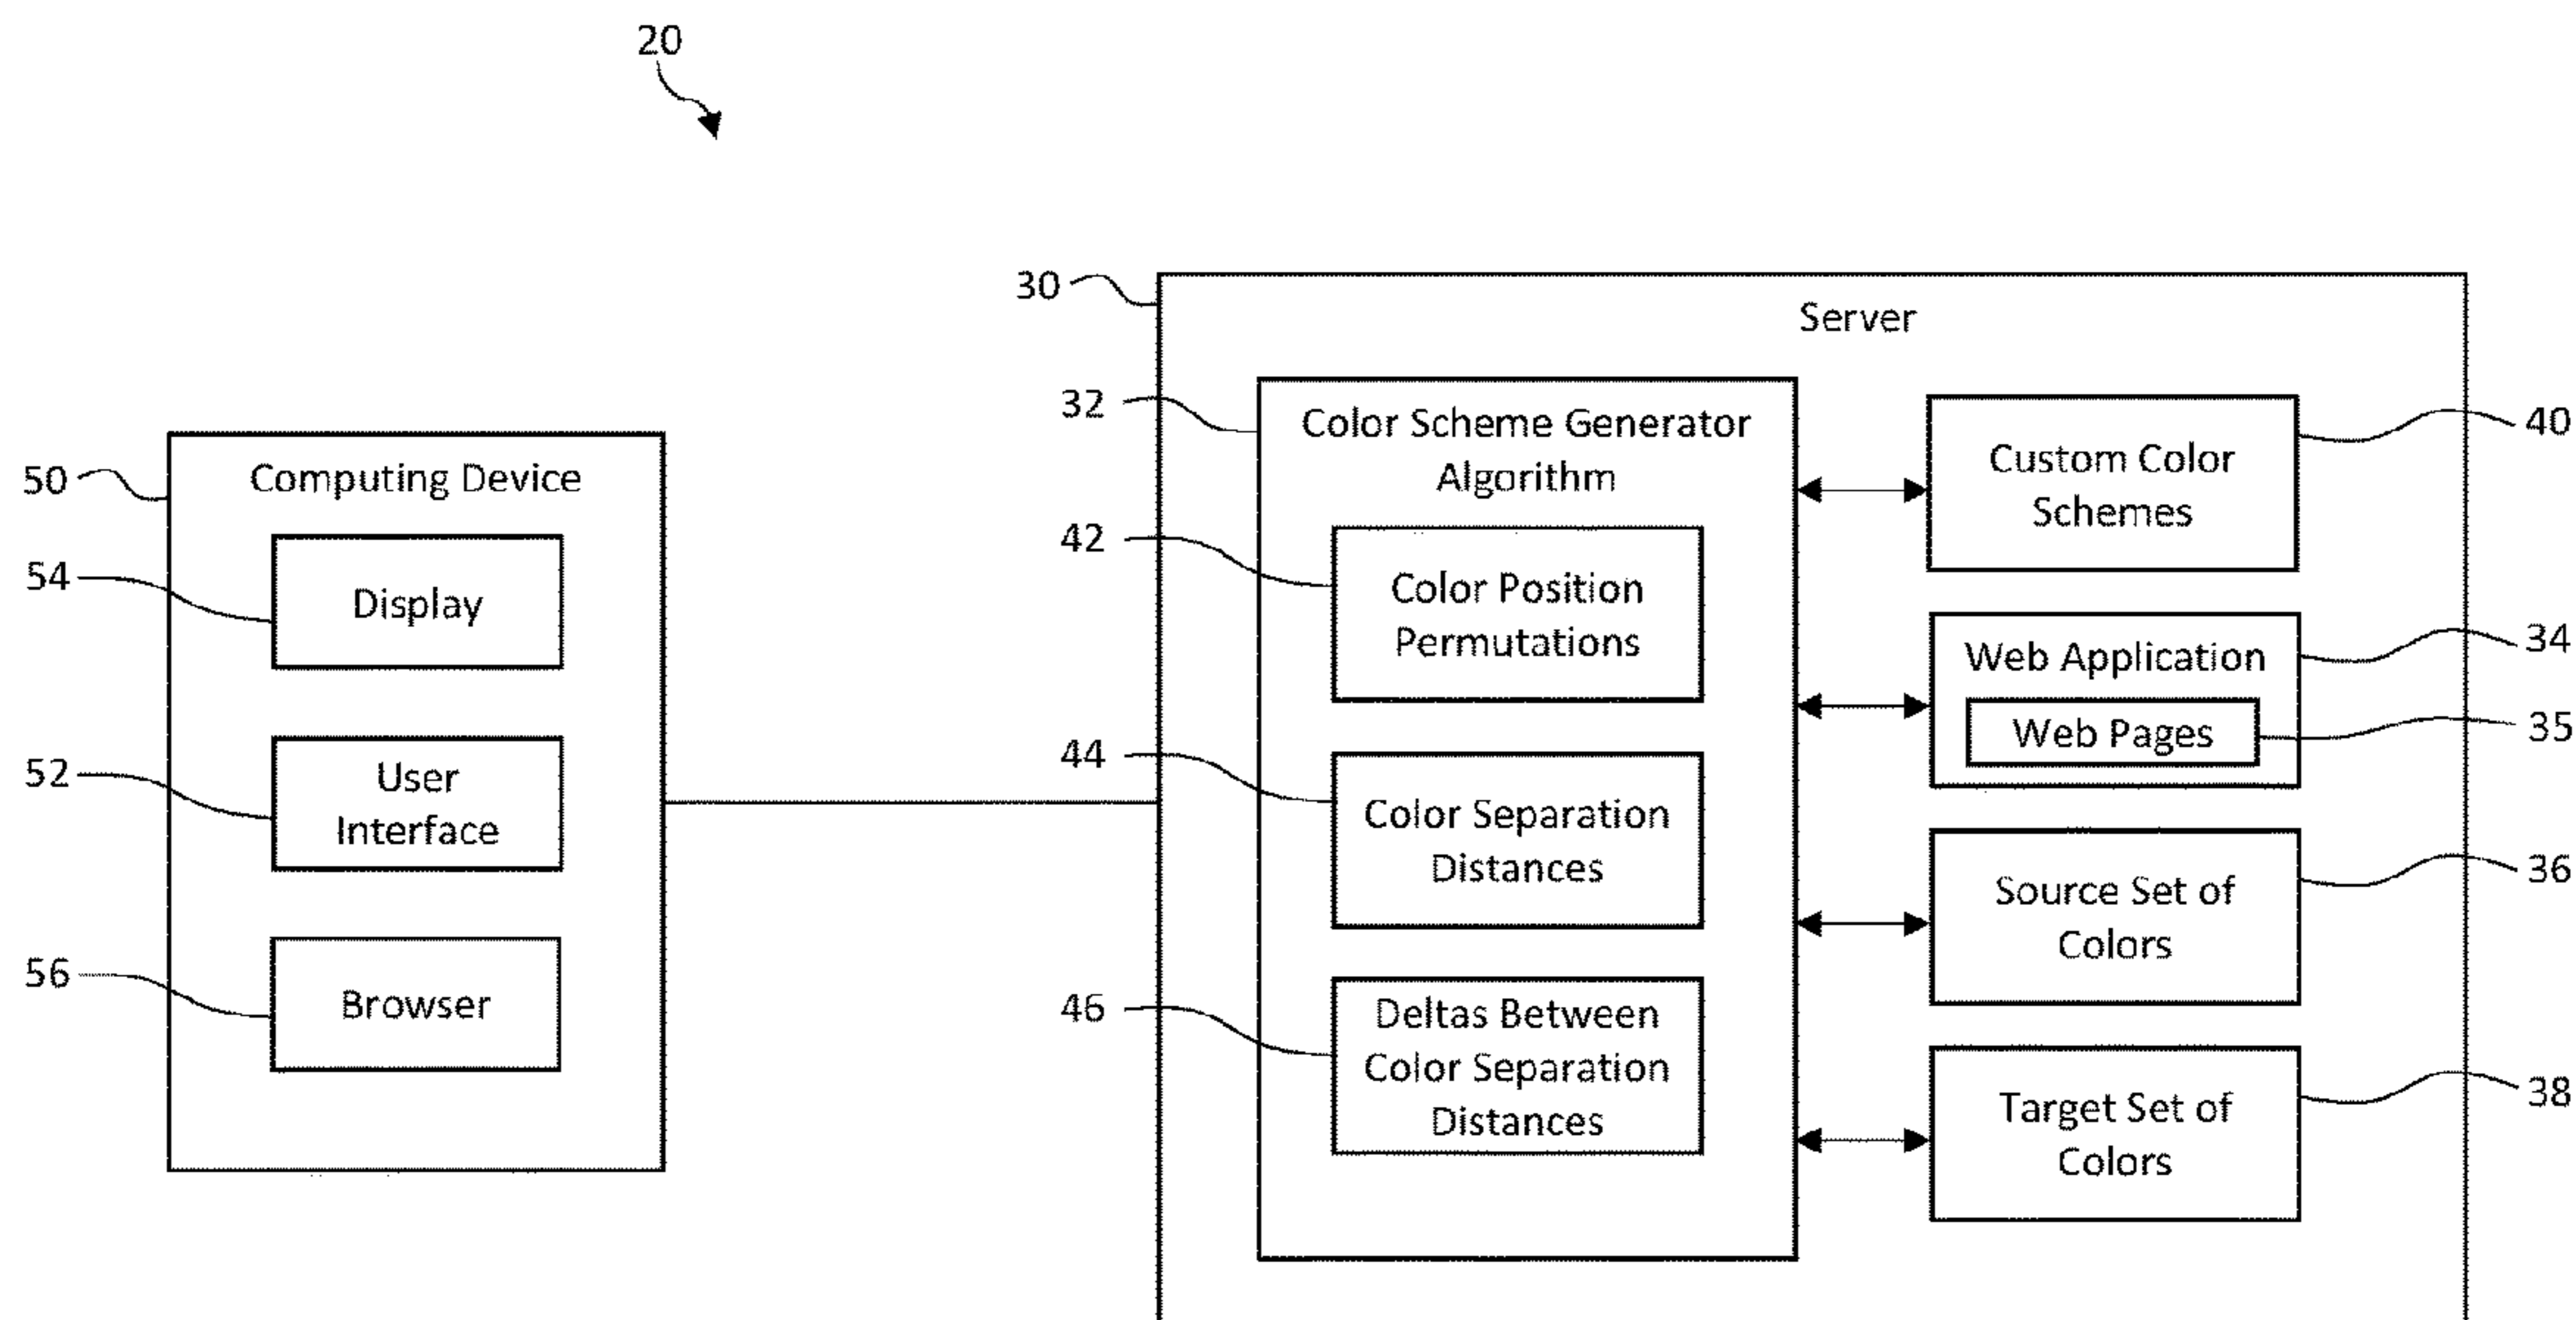 20
30
Server
32
Color Scheme Generator
Algorithm
40
Custom Color
Schemes
50
Computing Device
42
Color Position
Permutations
54
Display
34
Web Application
35
Web Pages
44
Color Separation
Distances
52
User
Interface
36
Source Set of
Colors
56
Browser
46
Deltas Between
Color Separation
Distances
38
Target Set of
Colors